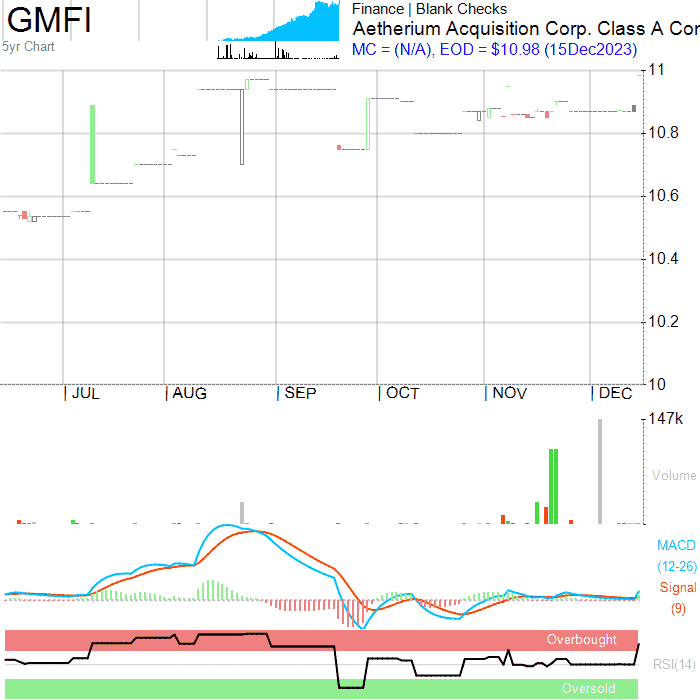 GMFI
5yr Chart
Finance | Blank Checks
Aetherium Acquisition Corp. Class A Cor
MC = (N/A), EOD = $10.98 (15Dec2023)
11
10.8
10.6
10.4
10.2
10
JUL
AUG
SEP
OCT
NOV
DEC
147k
Volume
MACD
(12-26)
Signal
(9)
Overbought
RSI(14)
Oversold